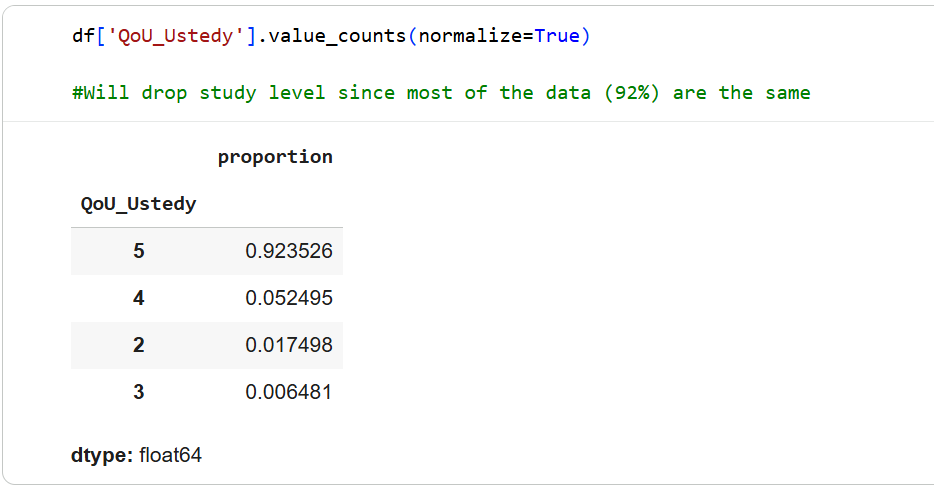 df['QoU_Ustedy'].value_counts(normalize=True)
#Will drop study level since most of the data (92%) are the same
proportion
QoU_Ustedy
5 0.923526
4 0.052495
2 0.017498
3 0.006481
dtype: float64